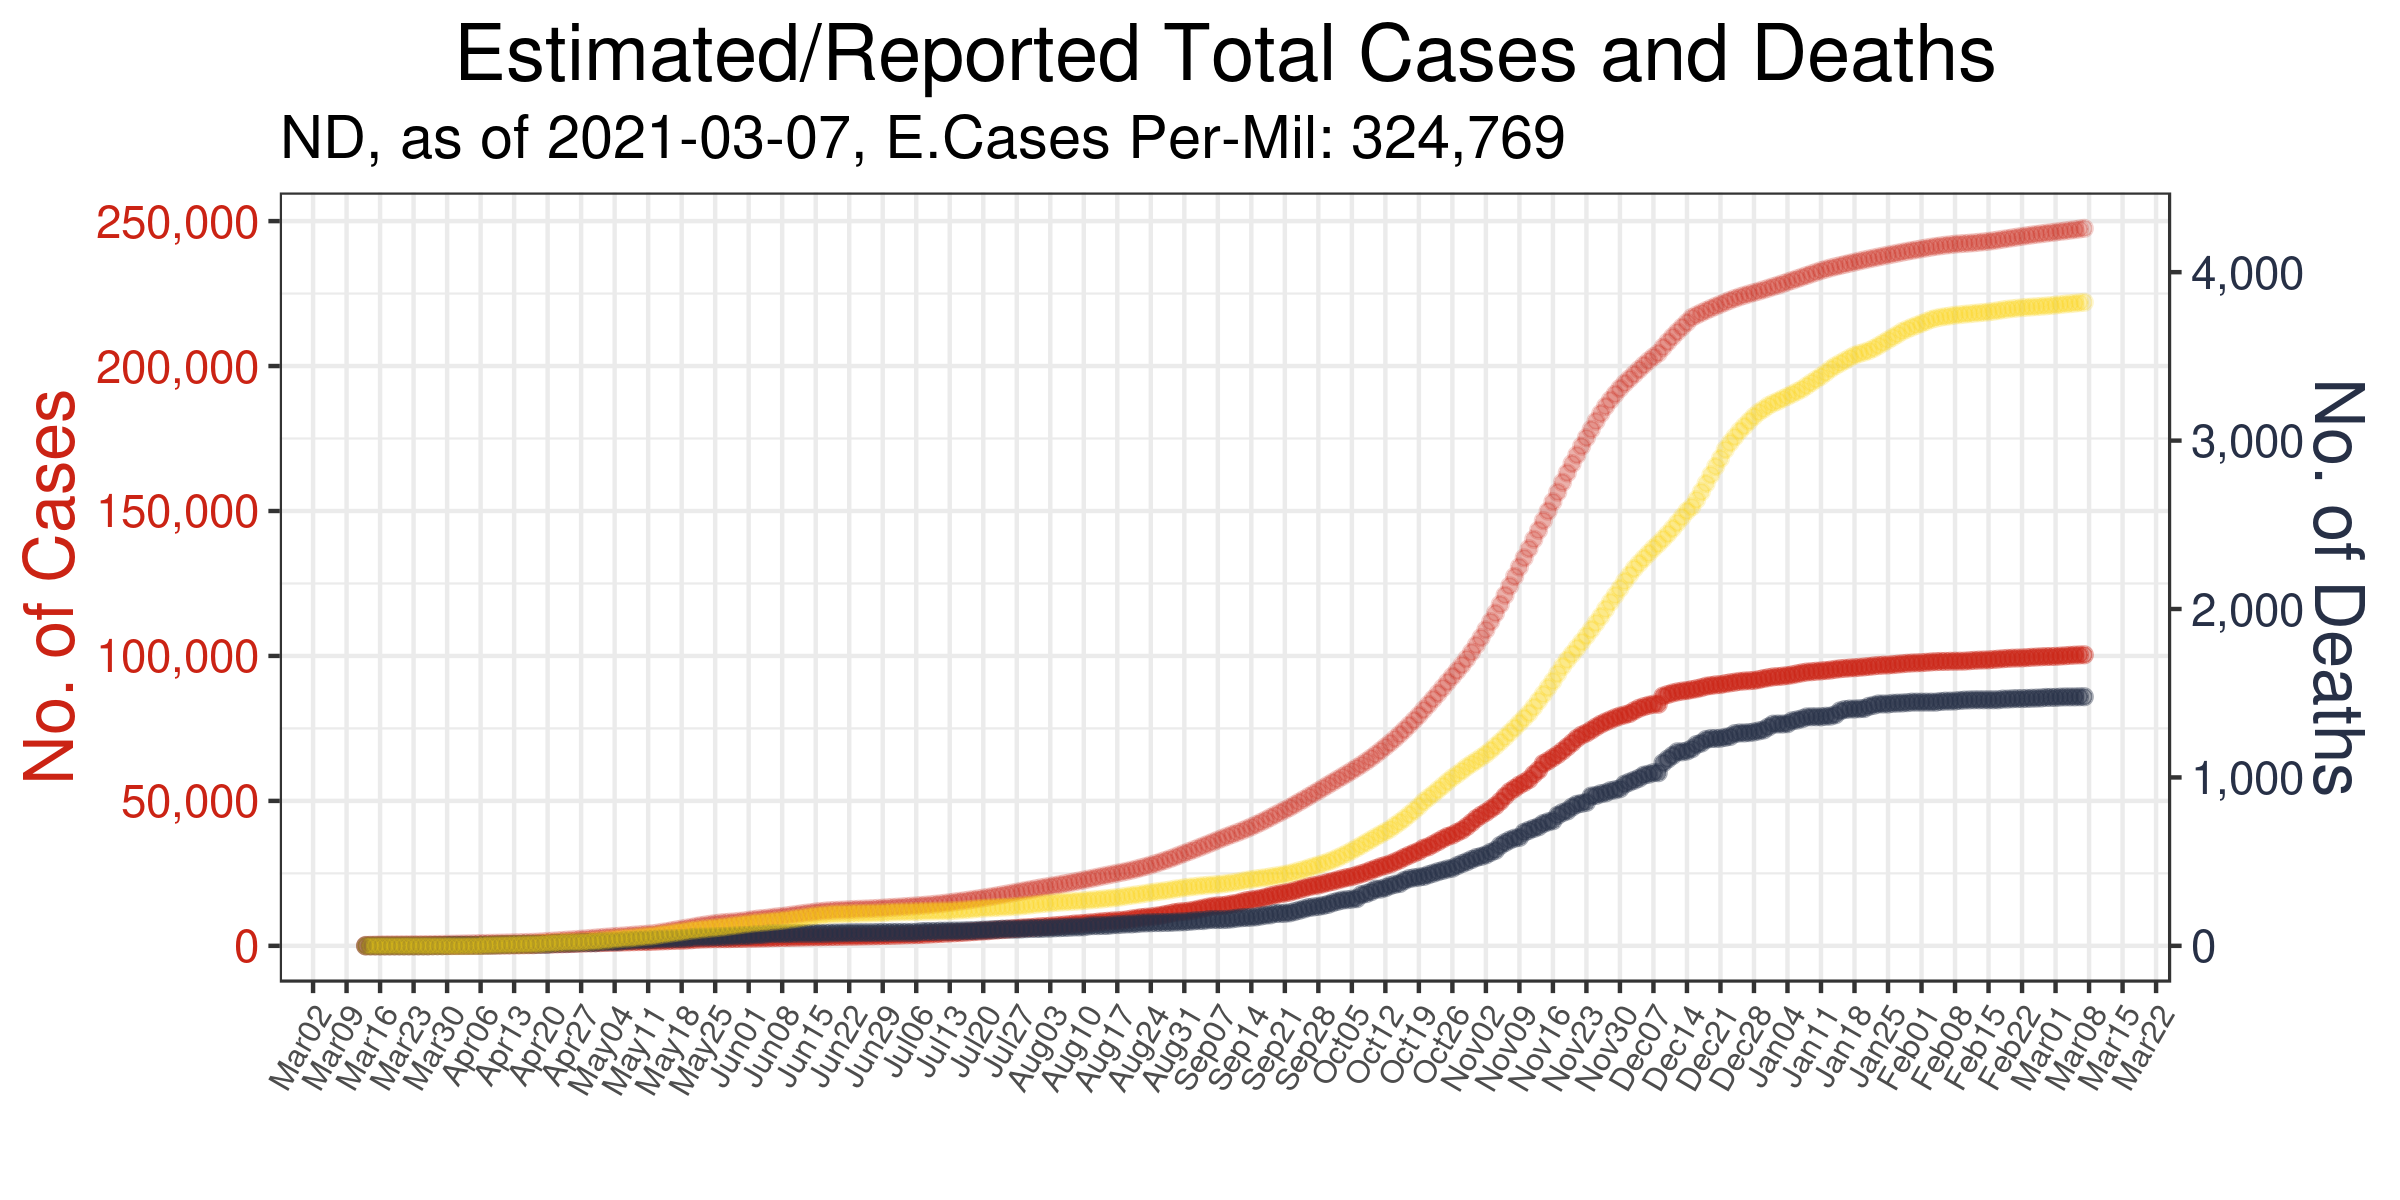 Estimated/Reported Total Cases and Deaths
ND, as of 2021-03-07, E.Cases Per-Mil: 324,769
No. of Cases
250,000
200,000
150,000
100,000
50,000
0
4,000
3,000
2,000
1,000
0
No. of Deaths
Mar02 Mar09 Mar16 Mar23 Mar30 Apr06 Apr13 Apr20 Apr27 May04 May11 May18 May25 Jun01 Jun08 Jun15 Jun22 Jun29 Jul06 Jul13 Jul20 Jul27 Aug03 Aug10 Aug17 Aug24 Aug31 Sep07 Sep14 Sep21 Sep28 Oct05 Oct12 Oct19 Oct26 Nov02 Nov09 Nov16 Nov23 Nov30 Dec07 Dec14 Dec21 Dec28 Jan04 Jan11 Jan18 Jan25 Feb01 Feb08 Feb15 Feb22 Mar01 Mar08 Mar15 Mar22